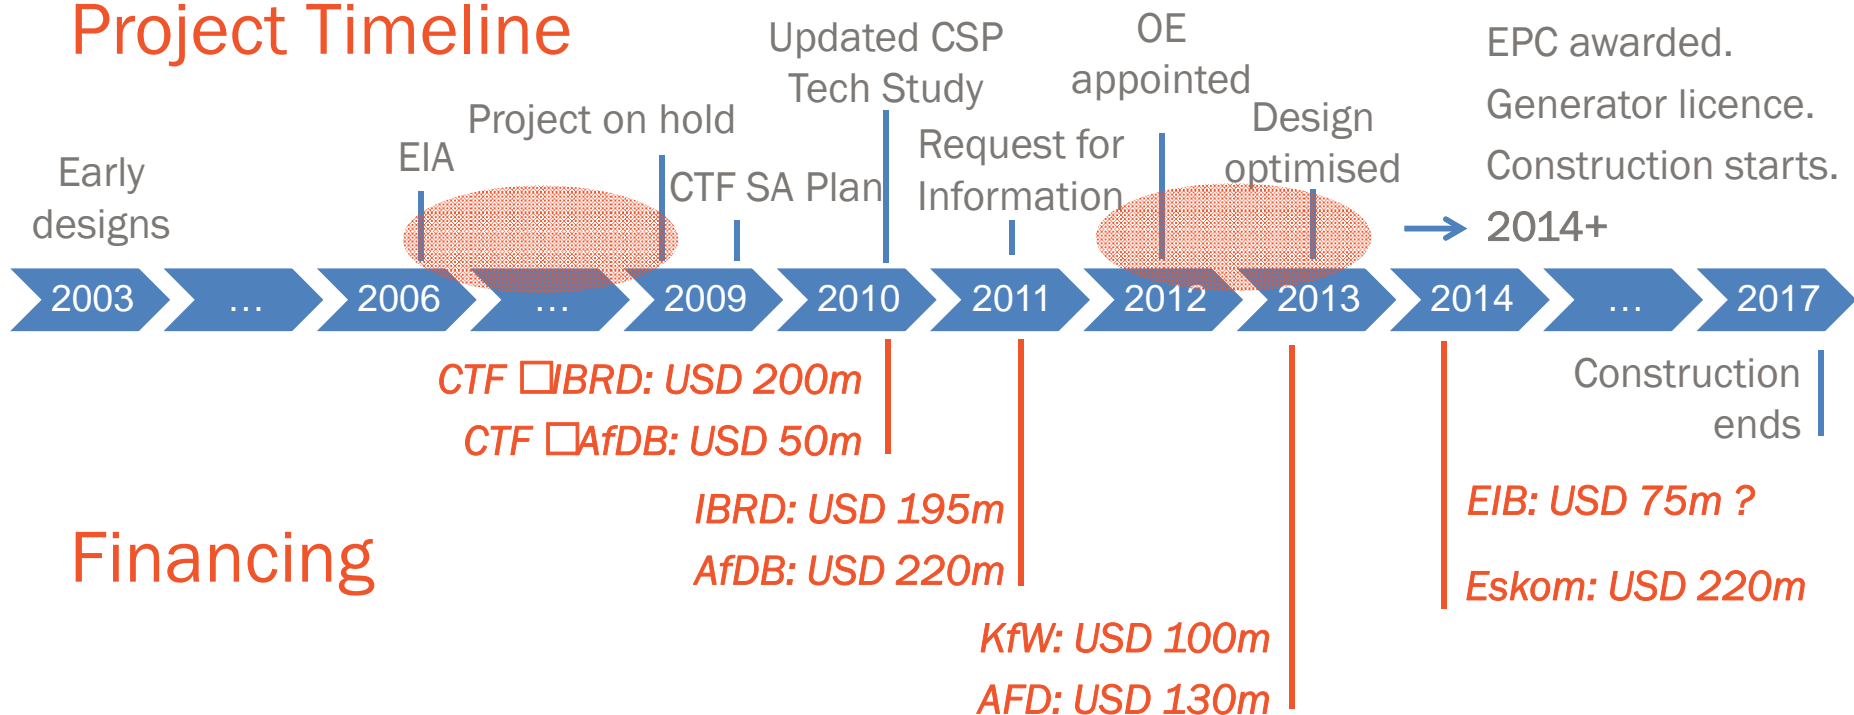 Project Timeline
Early
designs
EIA
Project on hold
CTF SA Plan
Updated CSP
Tech Study
Request for
Information
OE
appointed
Design
optimised
EPC awarded.
Generator licence.
Construction starts.
2014+
2003
…
2006
…
2009
2010
2011
2012
2013
2014
…
2017
CTF □IBRD: USD 200m
CTF □AfDB: USD 50m
IBRD: USD 195m
AfDB: USD 220m
KfW: USD 100m
AFD: USD 130m
EIB: USD 75m ?
Eskom: USD 220m
Construction
ends
Financing